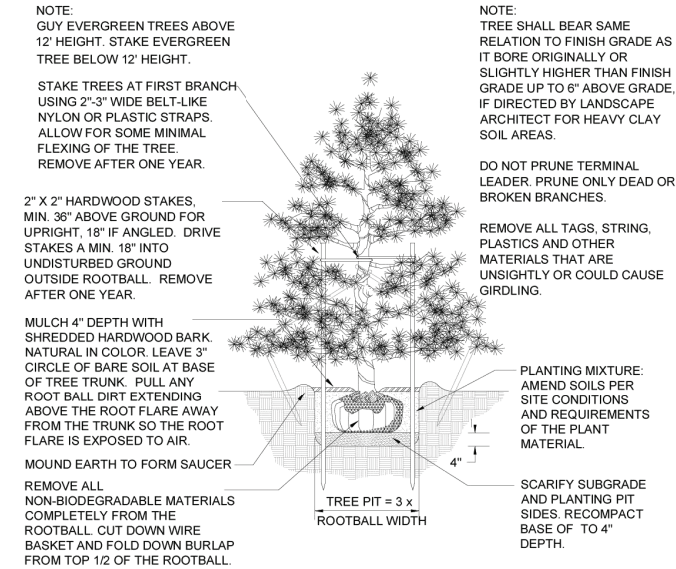 NOTE:
GUY EVERGREEN TREES ABOVE
12' HEIGHT. STAKE EVERGREEN
TREE BELOW 12' HEIGHT.
STAKE TREES AT FIRST BRANCH
USING 2"-3" WIDE BELT-LIKE
NYLON OR PLASTIC STRAPS.
ALLOW FOR SOME MINIMAL
FLEXING OF THE TREE.
REMOVE AFTER ONE YEAR.
2" X 2" HARDWOOD STAKES,
MIN. 36" ABOVE GROUND FOR
UPRIGHT, 18" IF ANGLED. DRIVE
STAKES A MIN. 18" INTO
UNDISTURBED GROUND
OUTSIDE ROOTBALL. REMOVE
AFTER ONE YEAR.
MULCH 4" DEPTH WITH
SHREDDED HARDWOOD BARK.
NATURAL IN COLOR. LEAVE 3"
CIRCLE OF BARE SOIL AT BASE
OF TREE TRUNK. PULL ANY
ROOT BALL DIRT EXTENDING
ABOVE THE ROOT FLARE AWAY
FROM THE TRUNK SO THE ROOT
FLARE IS EXPOSED TO AIR.
MOUND EARTH TO FORM SAUCER
REMOVE ALL
NON-BIODEGRADABLE MATERIALS
COMPLETELY FROM THE
ROOTBALL. CUT DOWN WIRE
BASKET AND FOLD DOWN BURLAP
FROM TOP 1/2 OF THE ROOTBALL.
TREE PIT = 3 x
ROOTBALL WIDTH
4"
NOTE:
TREE SHALL BEAR SAME
RELATION TO FINISH GRADE AS
IT BORE ORIGINALLY OR
SLIGHTLY HIGHER THAN FINISH
GRADE UP TO 6" ABOVE GRADE,
IF DIRECTED BY LANDSCAPE
ARCHITECT FOR HEAVY CLAY
SOIL AREAS.
DO NOT PRUNE TERMINAL
LEADER. PRUNE ONLY DEAD OR
BROKEN BRANCHES.
REMOVE ALL TAGS, STRING,
PLASTICS AND OTHER
MATERIALS THAT ARE
UNSIGHTLY OR COULD CAUSE
GIRDLING.
PLANTING MIXTURE:
AMEND SOILS PER
SITE CONDITIONS
AND REQUIREMENTS
OF THE PLANT
MATERIAL.
SCARIFY SUBGRADE
AND PLANTING PIT
SIDES. RECOMPACT
BASE OF TO 4"
DEPTH.